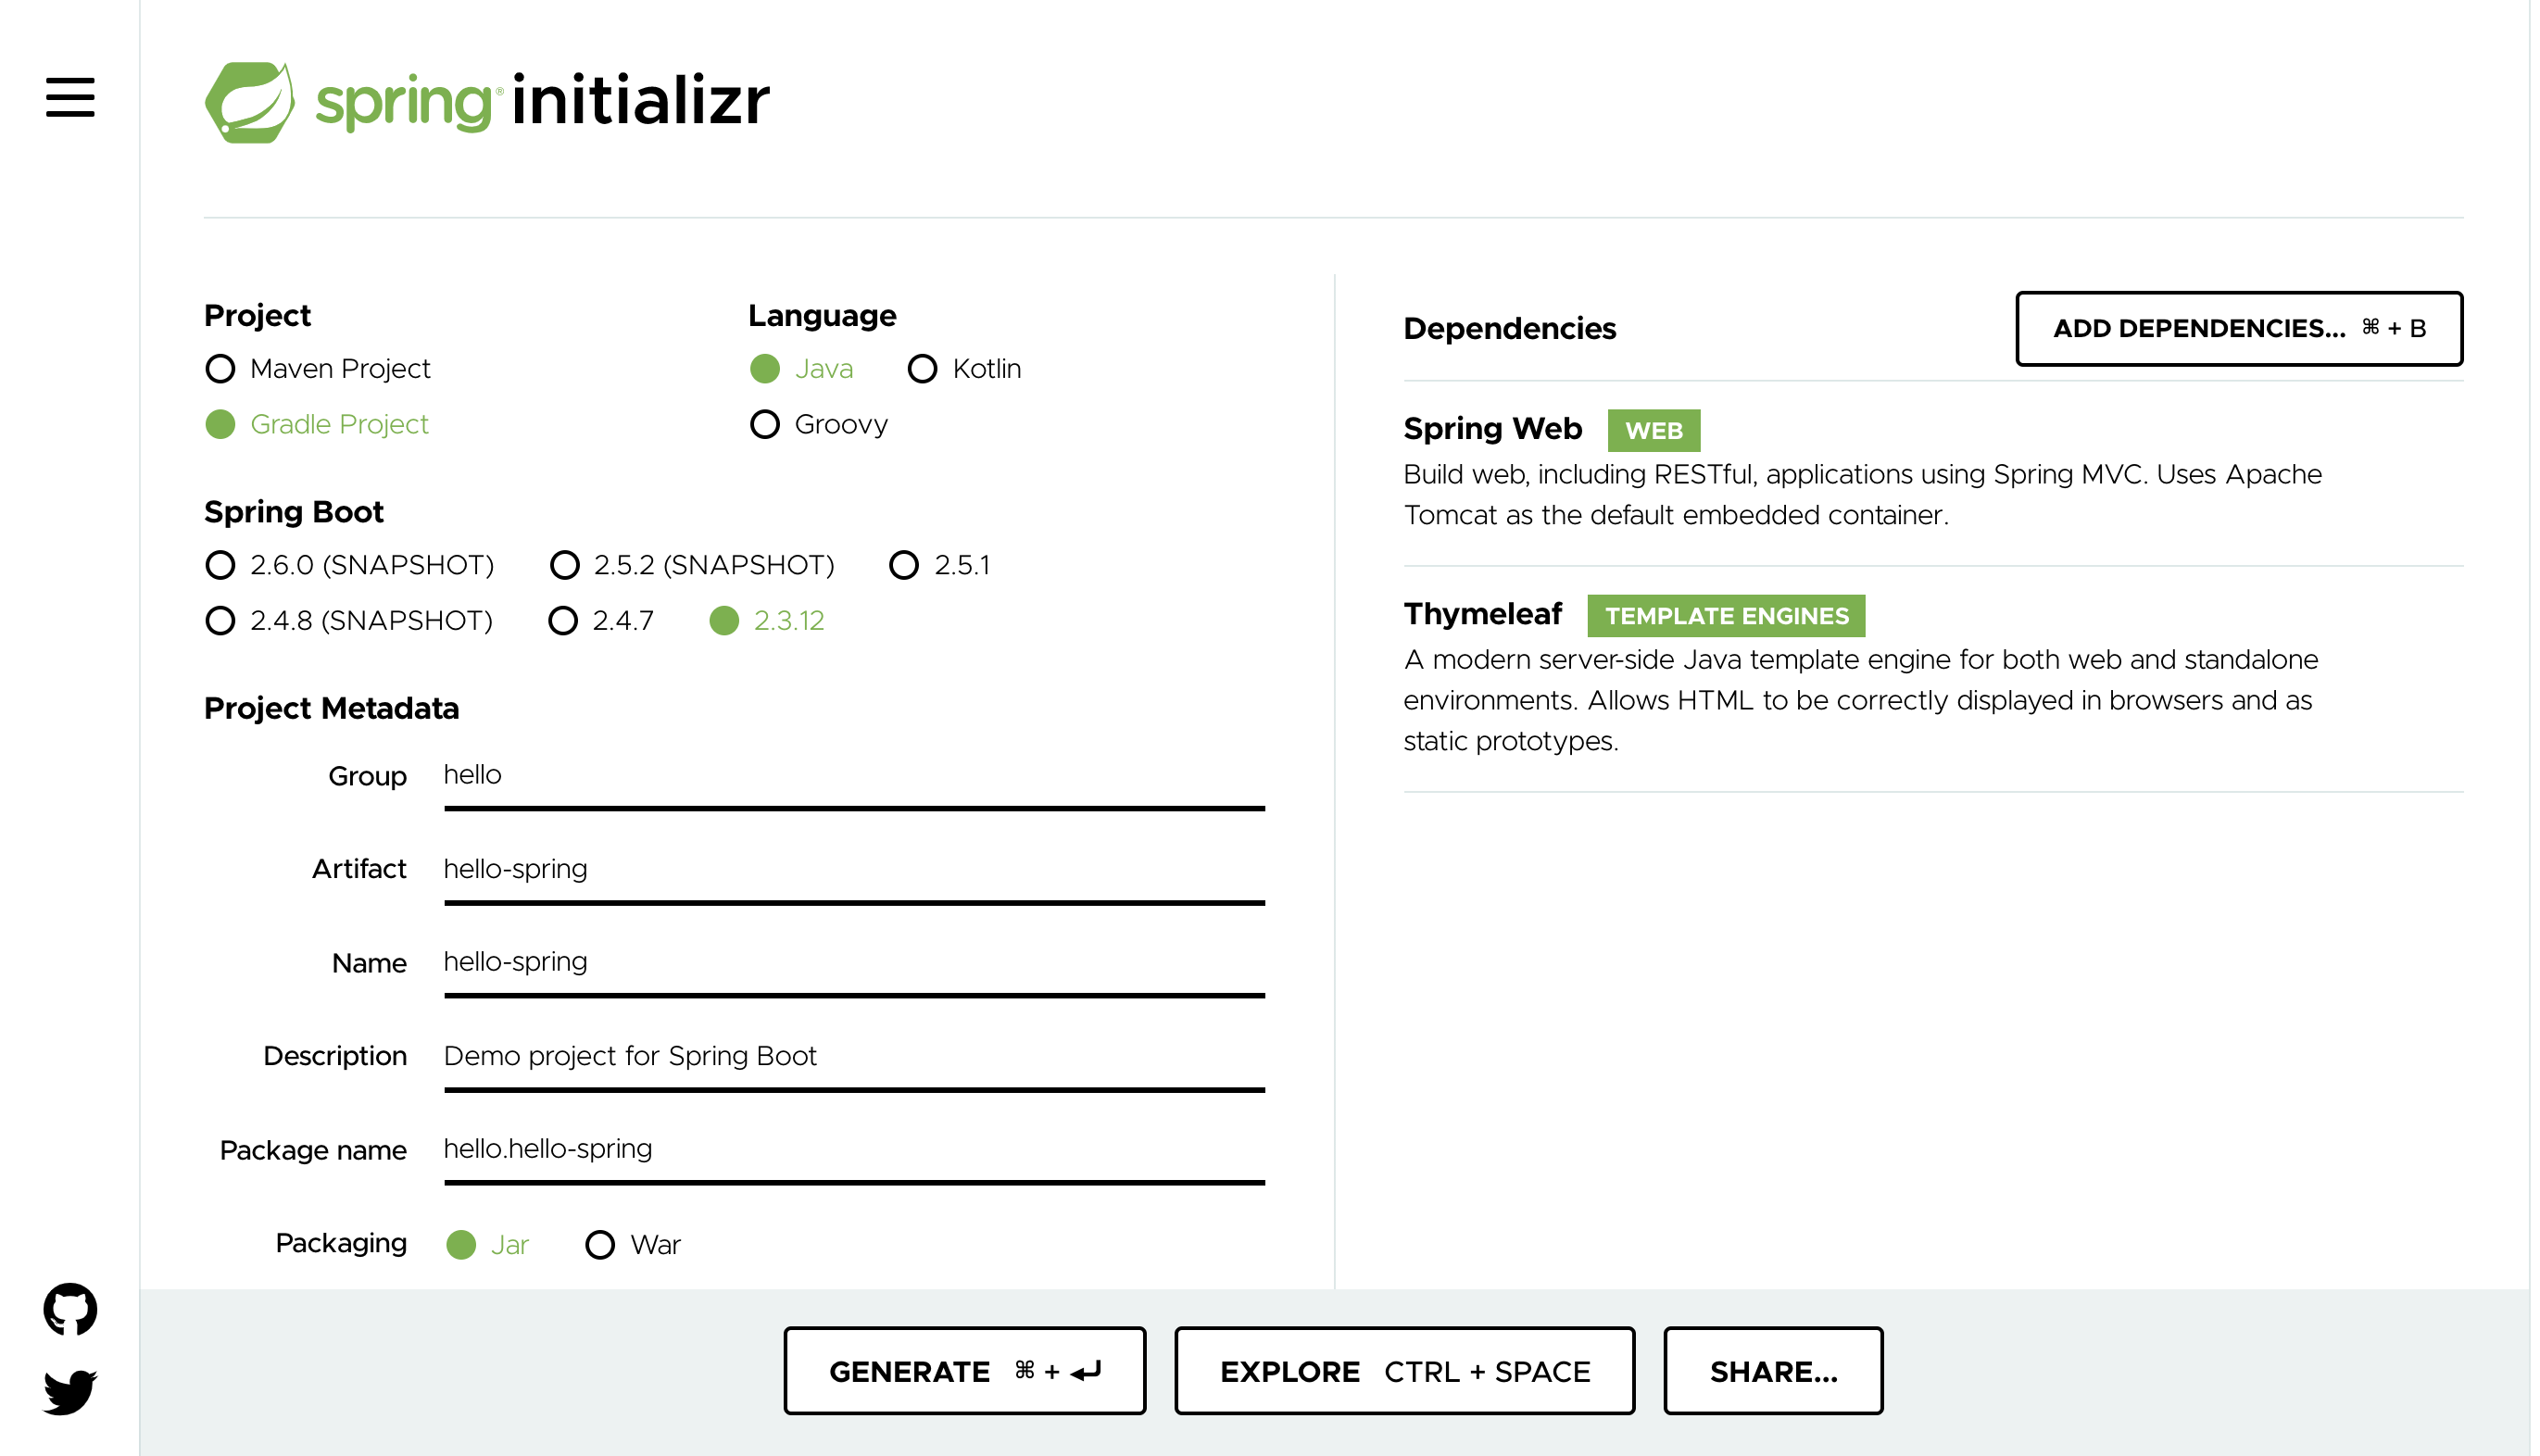 spring® initializr
Project
Maven Project
Gradle Project
Language
Java Kotlin
Groovy
Spring Boot
2.6.0 (SNAPSHOT) 2.5.2 (SNAPSHOT) 2.5.1
2.4.8 (SNAPSHOT) 2.4.7 2.3.12
Project Metadata
Group hello
Artifact hello-spring
Name hello-spring
Description Demo project for Spring Boot
Package name hello.hello-spring
Packaging Jar War
Dependencies ADD DEPENDENCIES... ⌘ + B
Spring Web WEB
Build web, including RESTful, applications using Spring MVC. Uses Apache
Tomcat as the default embedded container.
Thymeleaf TEMPLATE ENGINES
A modern server-side Java template engine for both web and standalone
environments. Allows HTML to be correctly displayed in browsers and as
static prototypes.
GENERATE ⌘ + ↵ EXPLORE CTRL + SPACE SHARE...